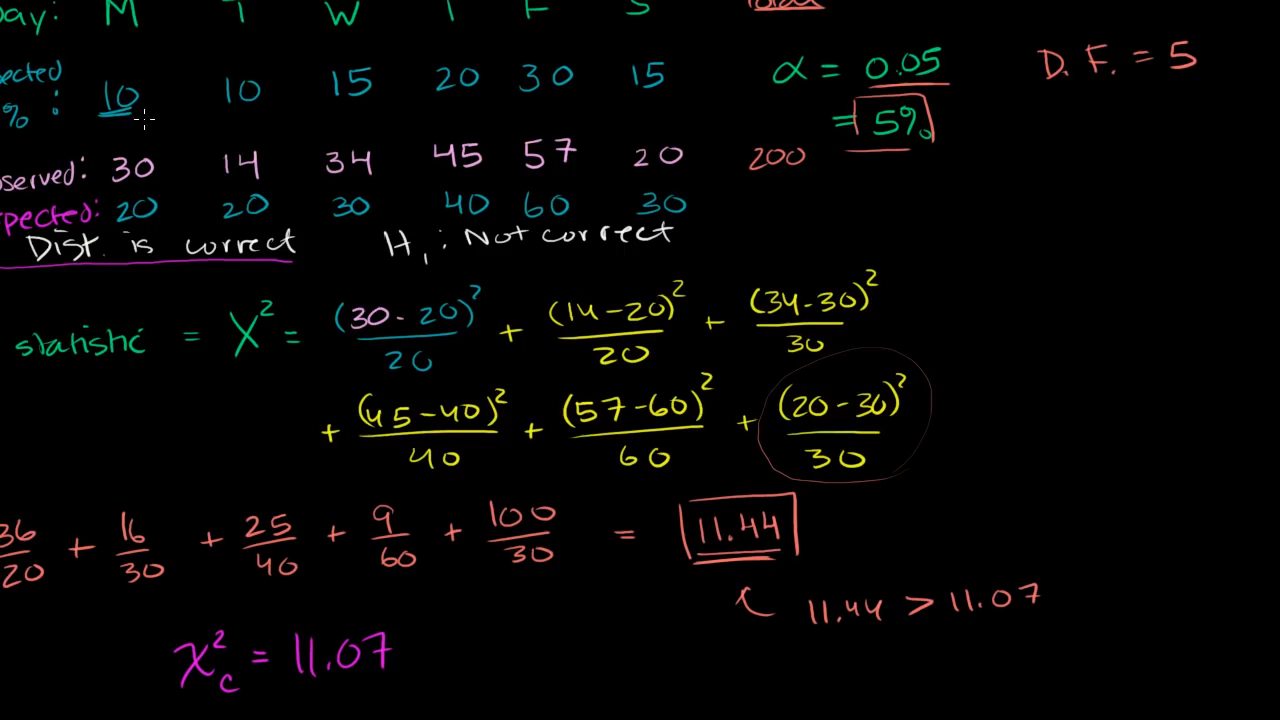 Day: M T W T F S Total
ected
% : 10 10 15 20 30 15 α = 0.05 D. F. = 5
= 5%
served: 30 14 34 45 57 20 200
pected: 20 20 30 40 60 30
Dist. is correct H₁ : Not correct
statistic = X² = (30 - 20)²/20 + (14 - 20)²/20 + (34 - 30)²/30
+ (45 - 40)²/40 + (57 - 60)²/60 + (20 - 30)²/30
36/20 + 16/30 + 25/40 + 9/60 + 100/30 = 11.44
11.44 > 11.07
χ²c = 11.07